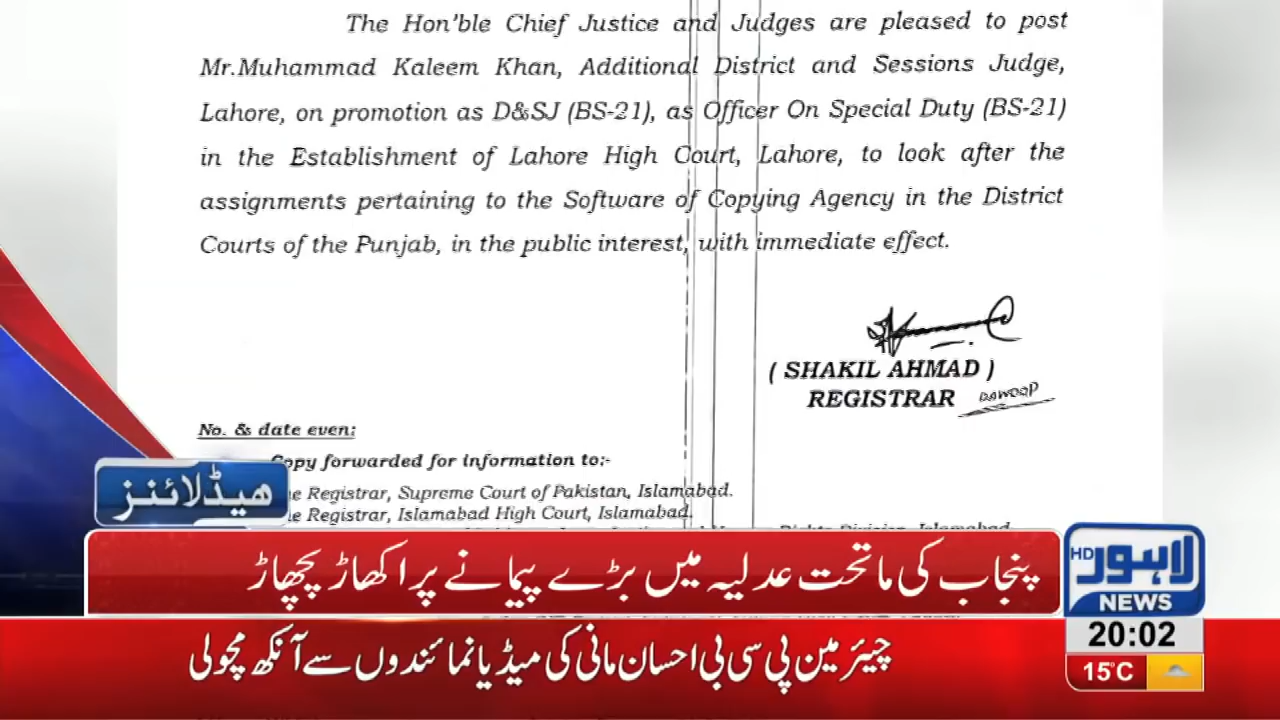 The Hon'ble Chief Justice and Judges are pleased to post
Mr.Muhammad Kaleem Khan, Additional District and Sessions Judge,
Lahore, on promotion as D&SJ (BS-21), as Officer On Special Duty (BS-21)
in the Establishment of Lahore High Court, Lahore, to look after the
assignments pertaining to the Software of Copying Agency in the District
Courts of the Punjab, in the public interest, with immediate effect.
( SHAKIL AHMAD )
REGISTRAR
No. & date even:
Copy forwarded for information to:-
Registrar, Supreme Court of Pakistan, Islamabad.
Registrar, Islamabad High Court, Islamabad.
ہیڈلائنز
پنجاب کی ماتحت عدلیہ میں بڑے پیمانے پر اکھاڑ پچھاڑ
HD لاہور
NEWS
20:02
چیئرمین پی سی بی احسان مانی کی میڈیا نمائندوں سے آنکھ مچولی
15°C